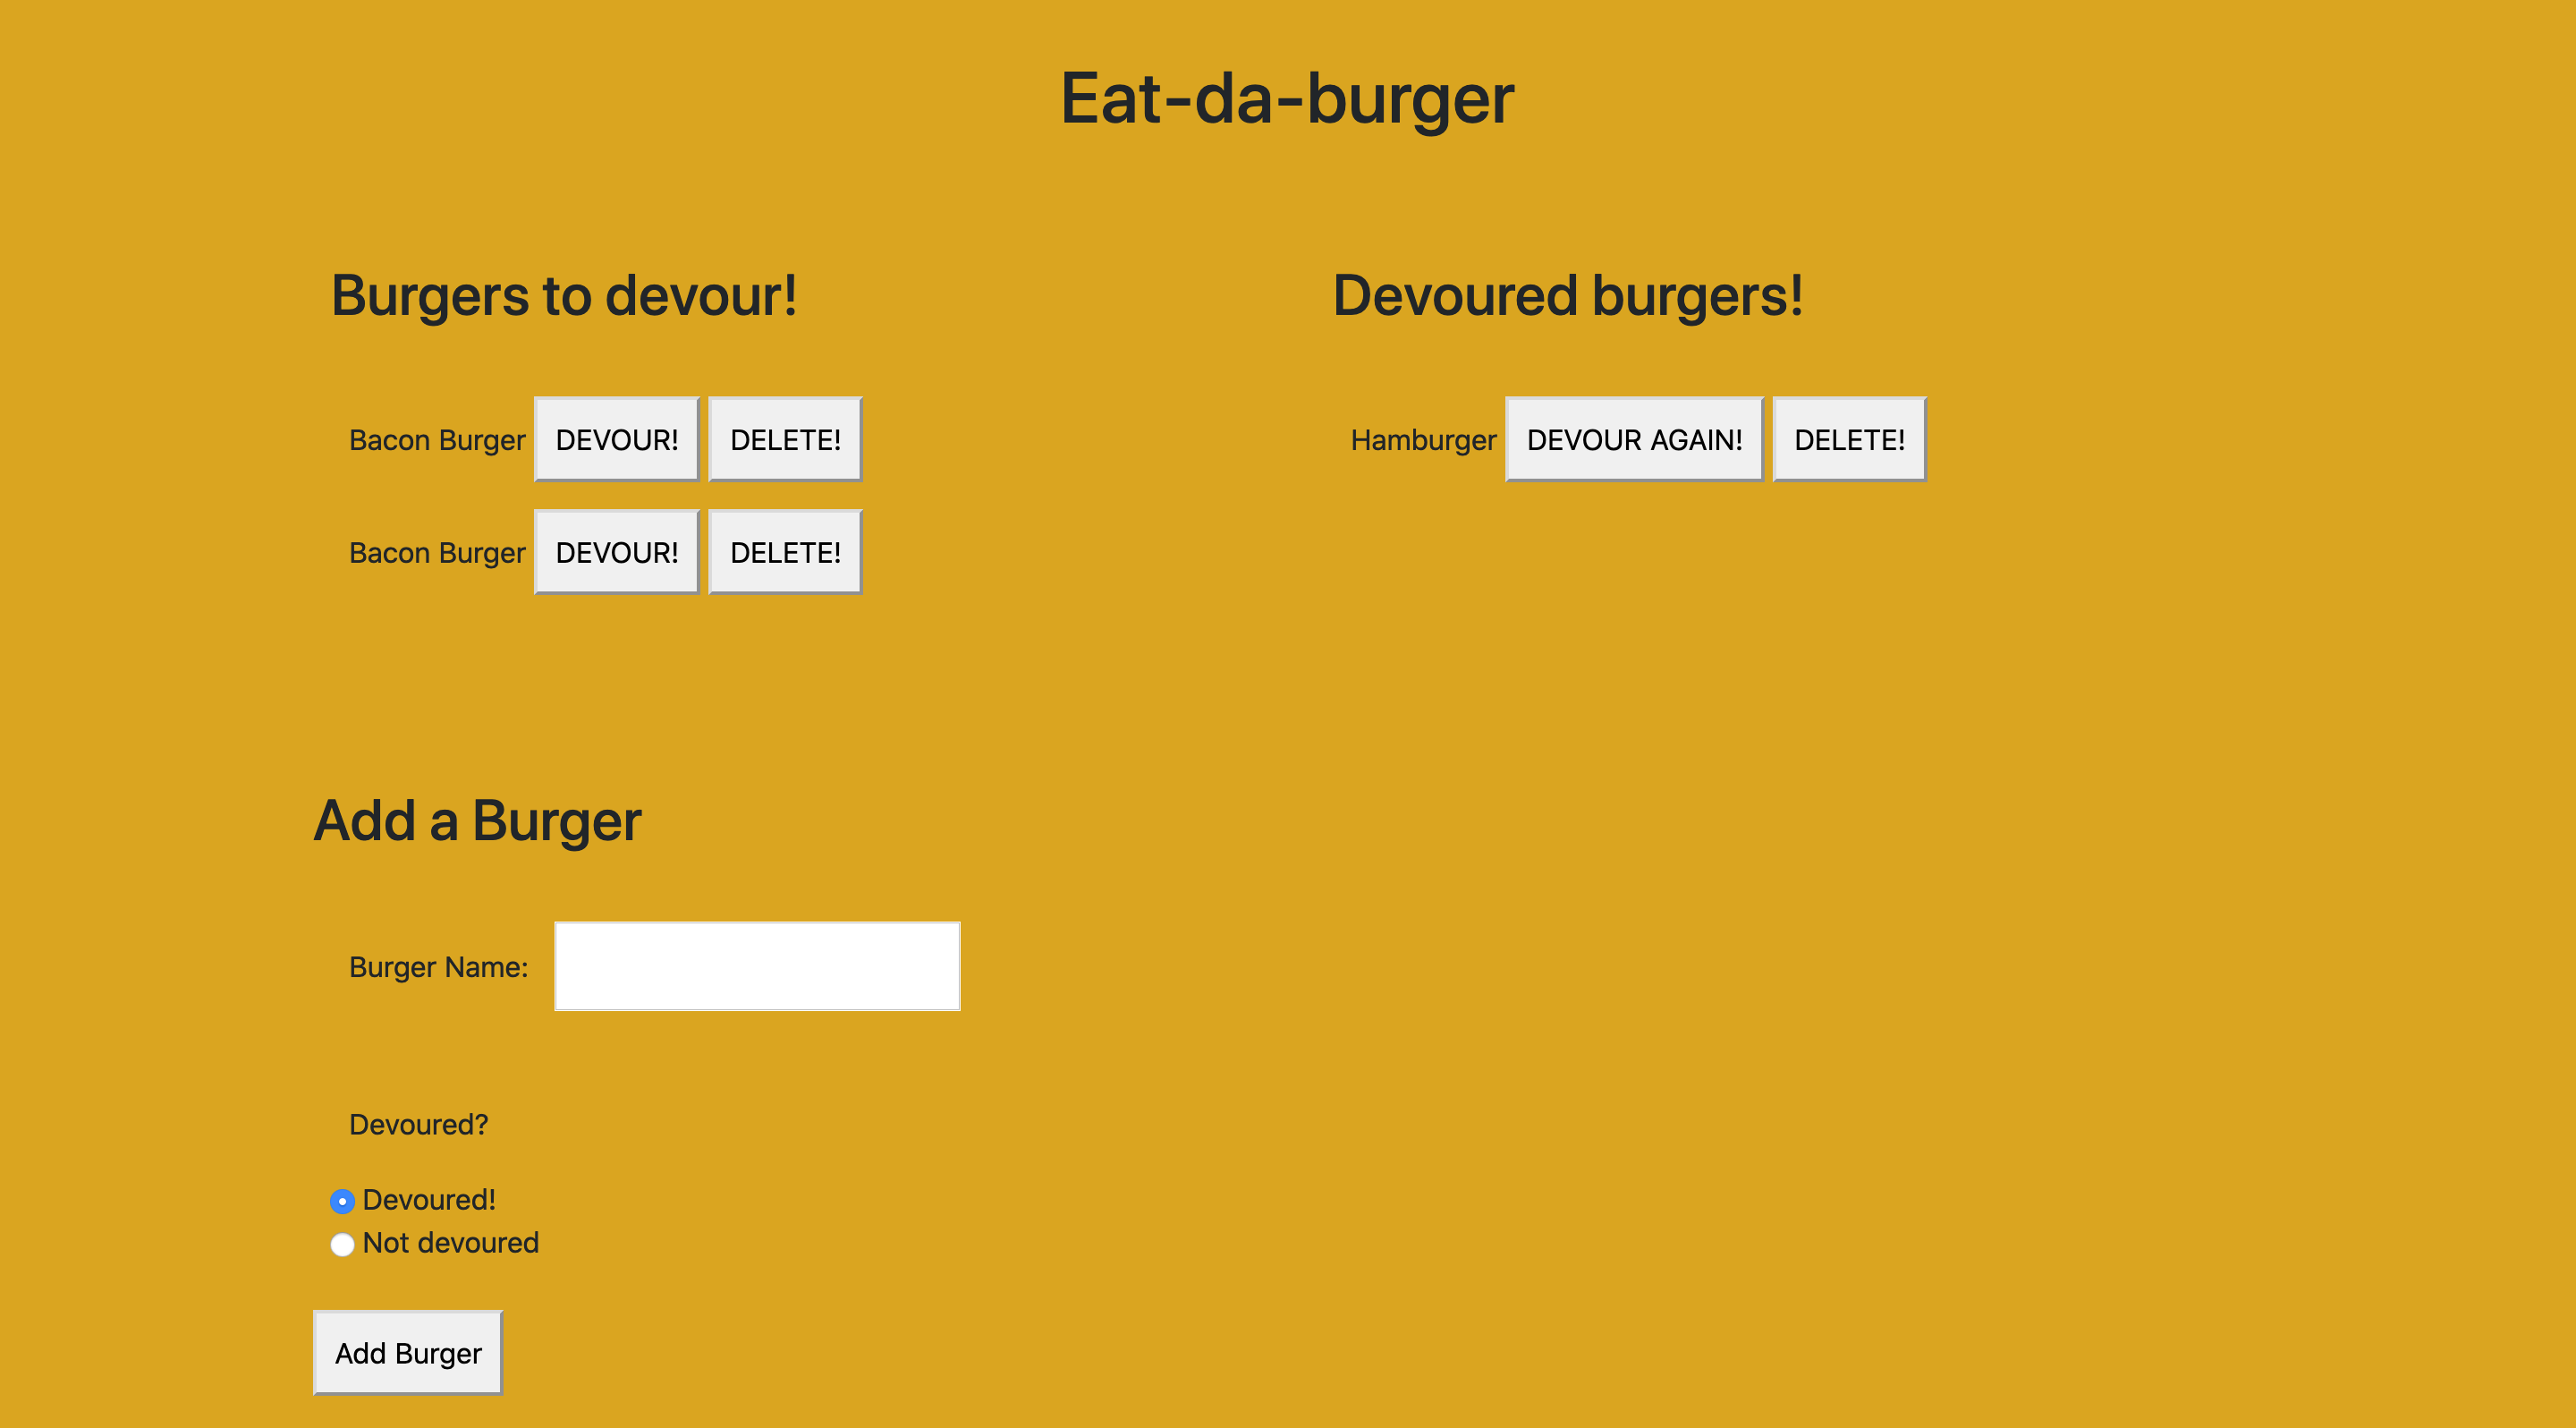 Eat-da-burger
Burgers to devour!
Bacon Burger DEVOUR! DELETE!
Bacon Burger DEVOUR! DELETE!
Devoured burgers!
Hamburger DEVOUR AGAIN! DELETE!
Add a Burger
Burger Name:
Devoured?
Devoured!
Not devoured
Add Burger